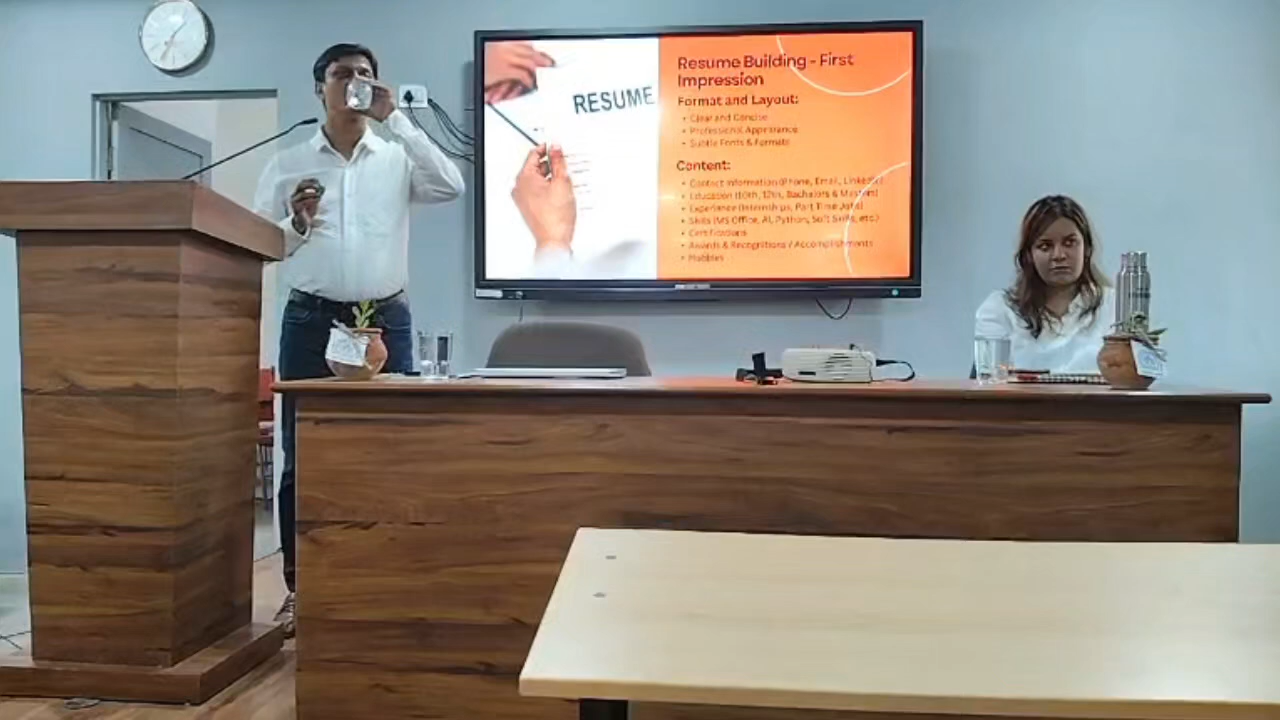 RESUME
Resume Building - First
Impression
Format and Layout:
• Clear and Concise
• Professional Appearance
• Subtle Fonts & Formats
Content:
• Contact Information (Phone, Email, LinkedIn)
• Education (10th, 12th, Bachelors & Masters)
• Experience (Internships, Part Time Jobs)
• Skills (MS Office, AI, Python, Soft Skills, etc.)
• Certifications
• Awards & Recognitions / Accomplishments
• Hobbies